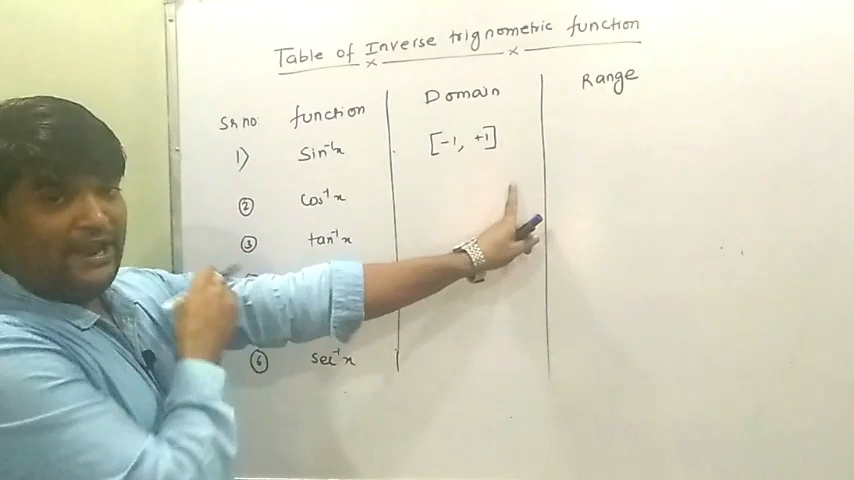 Table of Inverse trignometric function
Sr no: function Domain Range
1) Sin⁻¹x [-1, +1]
② Cos⁻¹x
③ tan⁻¹x
⑥ sec⁻¹x